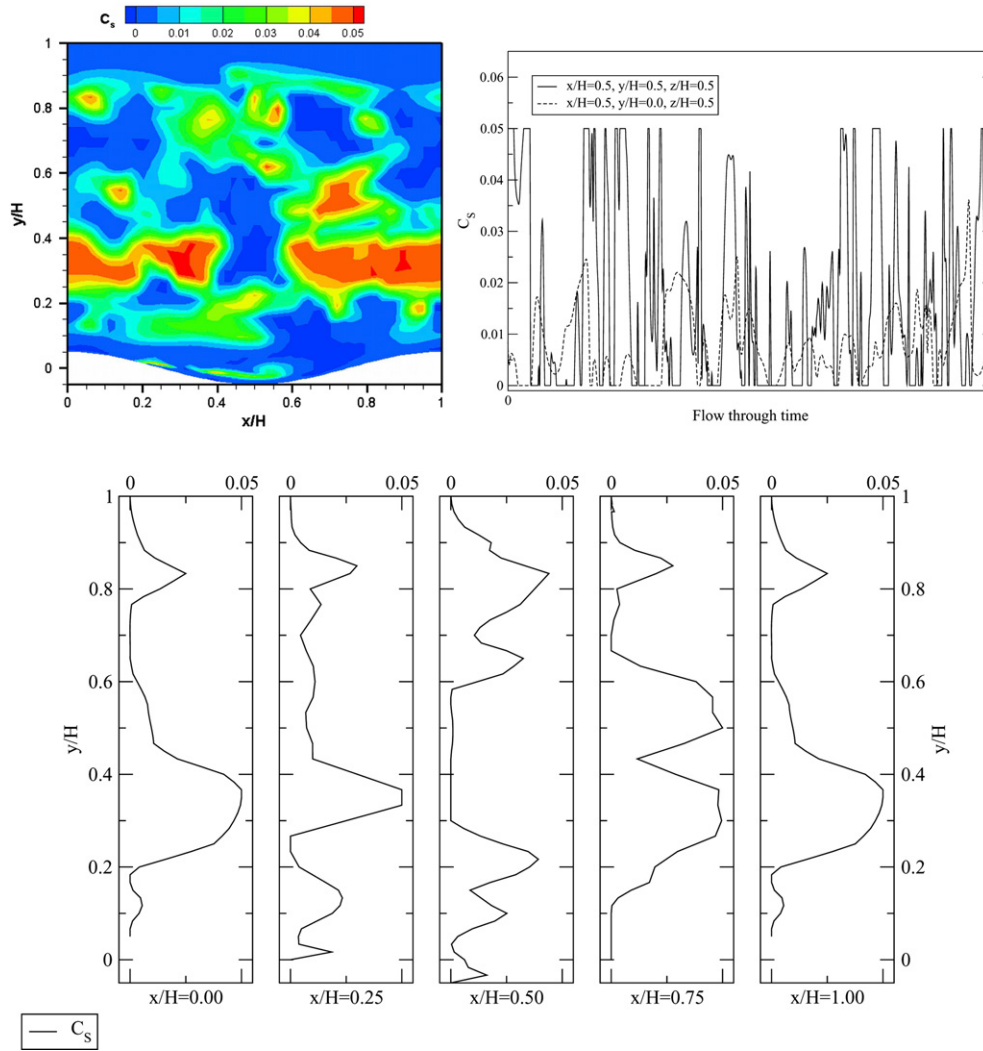 Cs
0 0.01 0.02 0.03 0.04 0.05
1
0.8
0.6
0.4
0.2
0
y/H
0 0.2 0.4 0.6 0.8 1
x/H
0.06
0.05
0.04
0.03
0.02
0.01
0
CS
x/H=0.5, y/H=0.5, z/H=0.5
x/H=0.5, y/H=0.0, z/H=0.5
0
Flow through time
0 0.05 0 0.05 0 0.05 0 0.05 0 0.05
1 1
0.8 0.8
0.6 0.6
y/H y/H
0.4 0.4
0.2 0.2
0 0
x/H=0.00 x/H=0.25 x/H=0.50 x/H=0.75 x/H=1.00
CS